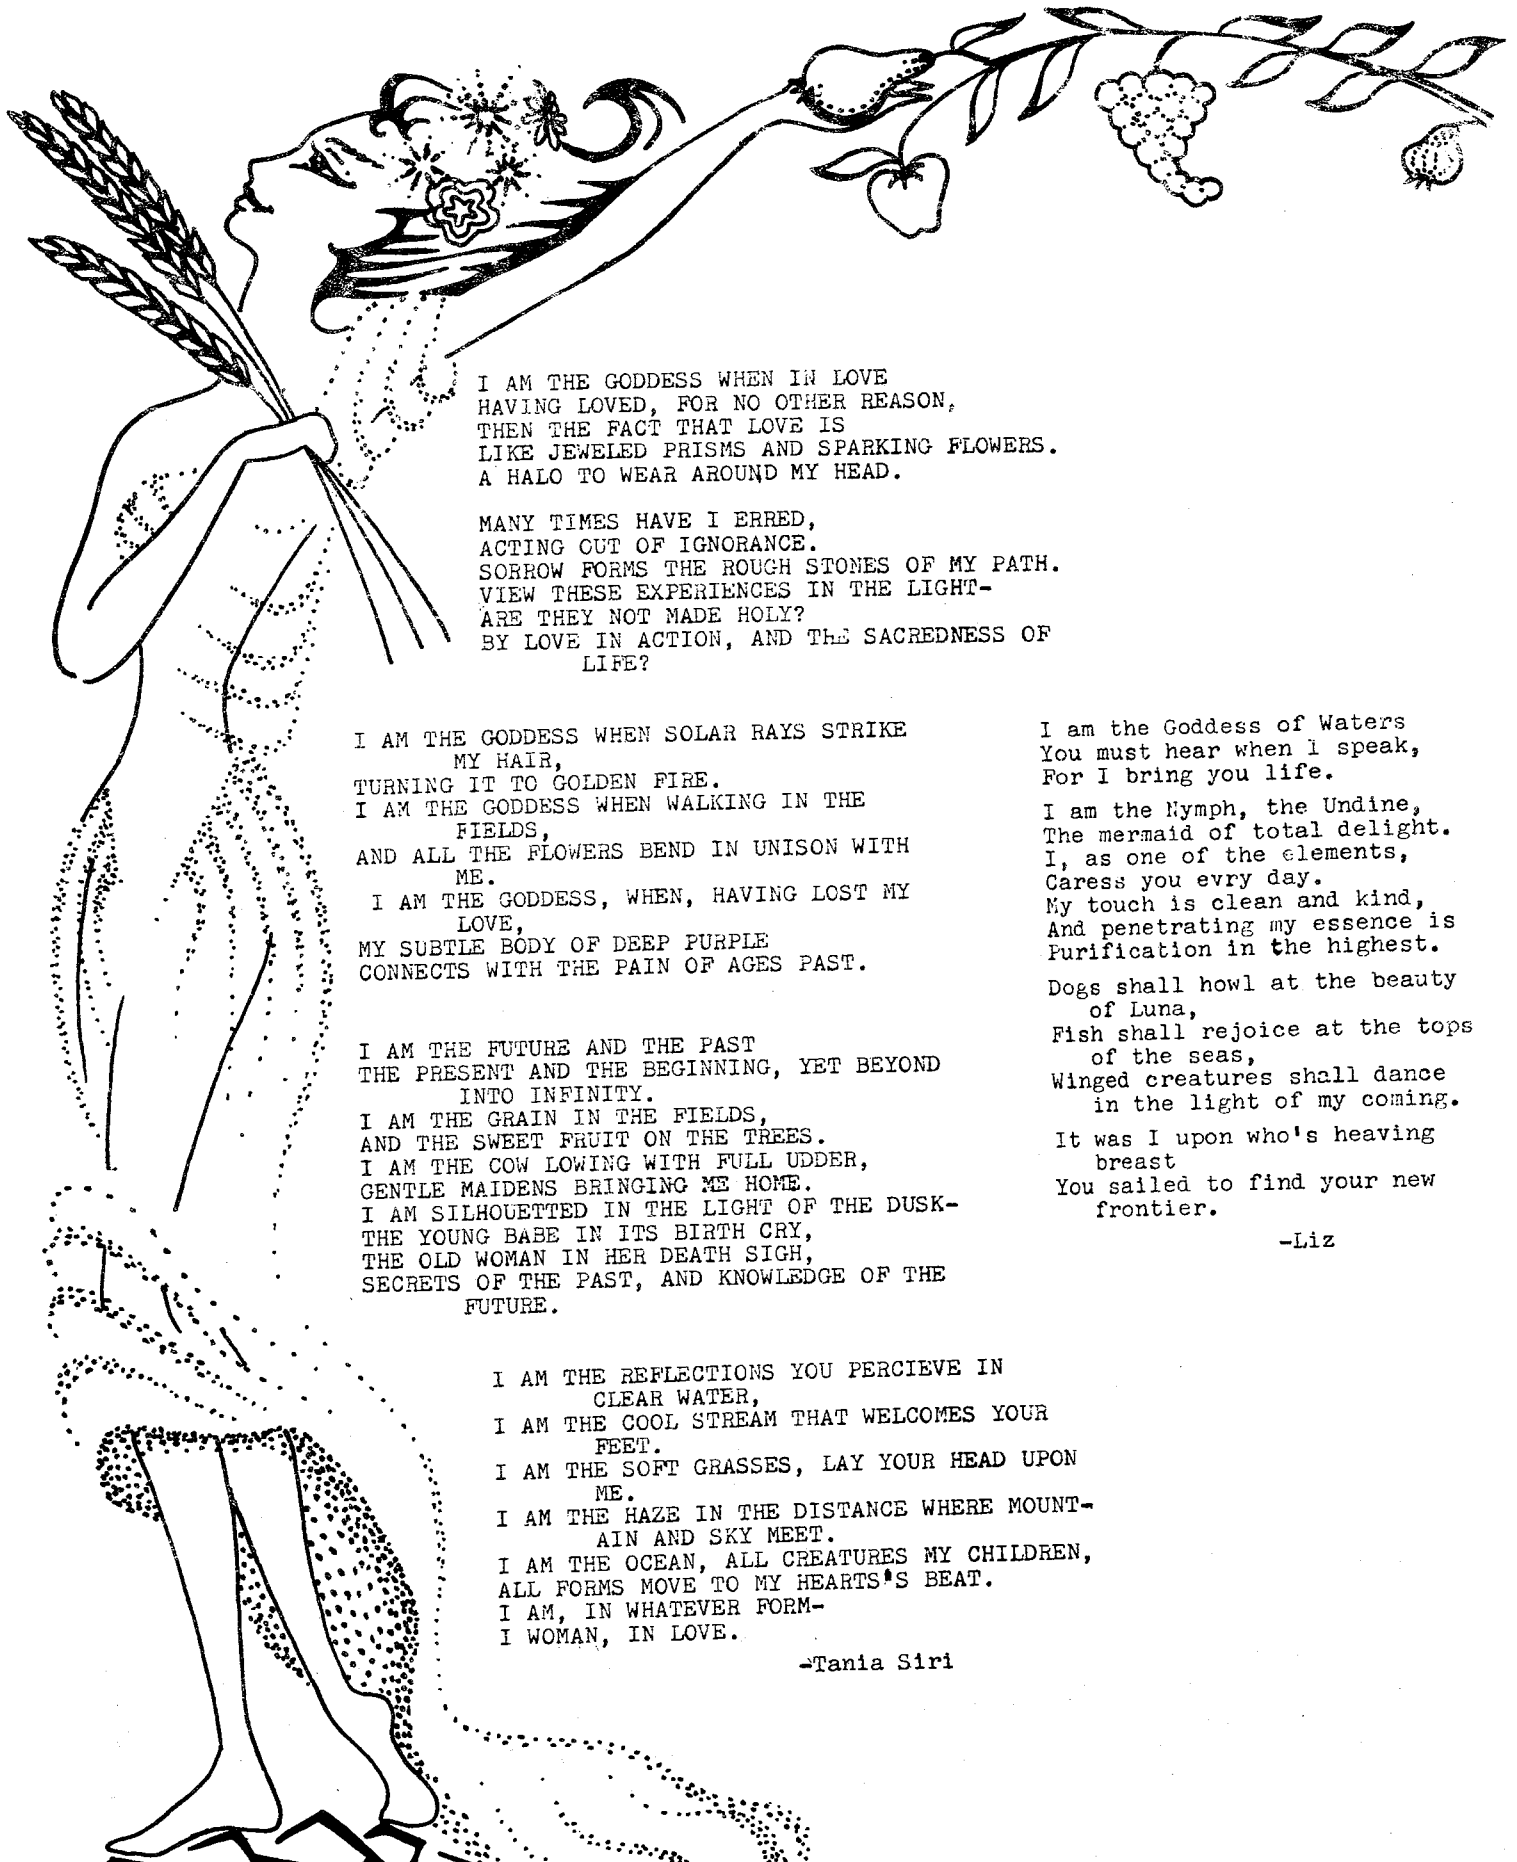 I AM THE GODDESS WHEN IN LOVE
HAVING LOVED, FOR NO OTHER REASON,
THEN THE FACT THAT LOVE IS
LIKE JEWELED PRISMS AND SPARKING FLOWERS.
A HALO TO WEAR AROUND MY HEAD.
MANY TIMES HAVE I ERRED,
ACTING OUT OF IGNORANCE.
SORROW FORMS THE ROUGH STONES OF MY PATH.
VIEW THESE EXPERIENCES IN THE LIGHT-
ARE THEY NOT MADE HOLY?
BY LOVE IN ACTION, AND THE SACREDNESS OF
LIFE?
I AM THE GODDESS WHEN SOLAR RAYS STRIKE
MY HAIR,
TURNING IT TO GOLDEN FIRE.
I AM THE GODDESS WHEN WALKING IN THE
FIELDS,
AND ALL THE FLOWERS BEND IN UNISON WITH
ME.
I AM THE GODDESS, WHEN, HAVING LOST MY
LOVE,
MY SUBTLE BODY OF DEEP PURPLE
CONNECTS WITH THE PAIN OF AGES PAST.
I AM THE FUTURE AND THE PAST
THE PRESENT AND THE BEGINNING, YET BEYOND
INTO INFINITY.
I AM THE GRAIN IN THE FIELDS,
AND THE SWEET FRUIT ON THE TREES.
I AM THE COW LOWING WITH FULL UDDER,
GENTLE MAIDENS BRINGING ME HOME.
I AM SILHOUETTED IN THE LIGHT OF THE DUSK-
THE YOUNG BABE IN ITS BIRTH CRY,
THE OLD WOMAN IN HER DEATH SIGH,
SECRETS OF THE PAST, AND KNOWLEDGE OF THE
FUTURE.
I AM THE REFLECTIONS YOU PERCIEVE IN
CLEAR WATER,
I AM THE COOL STREAM THAT WELCOMES YOUR
FEET.
I AM THE SOFT GRASSES, LAY YOUR HEAD UPON
ME.
I AM THE HAZE IN THE DISTANCE WHERE MOUNT-
AIN AND SKY MEET.
I AM THE OCEAN, ALL CREATURES MY CHILDREN,
ALL FORMS MOVE TO MY HEARTS'S BEAT.
I AM, IN WHATEVER FORM-
I WOMAN, IN LOVE.
-Tania Siri
I am the Goddess of Waters
You must hear when I speak,
For I bring you life.
I am the Nymph, the Undine,
The mermaid of total delight.
I, as one of the elements,
Caress you evry day.
My touch is clean and kind,
And penetrating my essence is
Purification in the highest.
Dogs shall howl at the beauty
of Luna,
Fish shall rejoice at the tops
of the seas,
Winged creatures shall dance
in the light of my coming.
It was I upon who's heaving
breast
You sailed to find your new
frontier.
-Liz